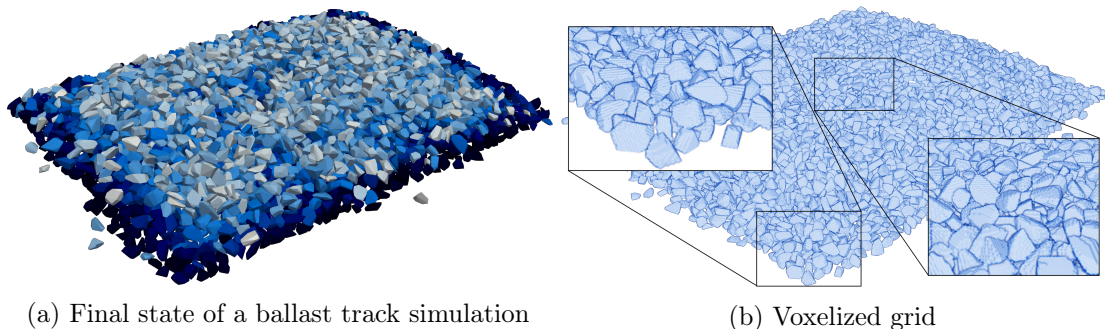 (a) Final state of a ballast track simulation
(b) Voxelized grid